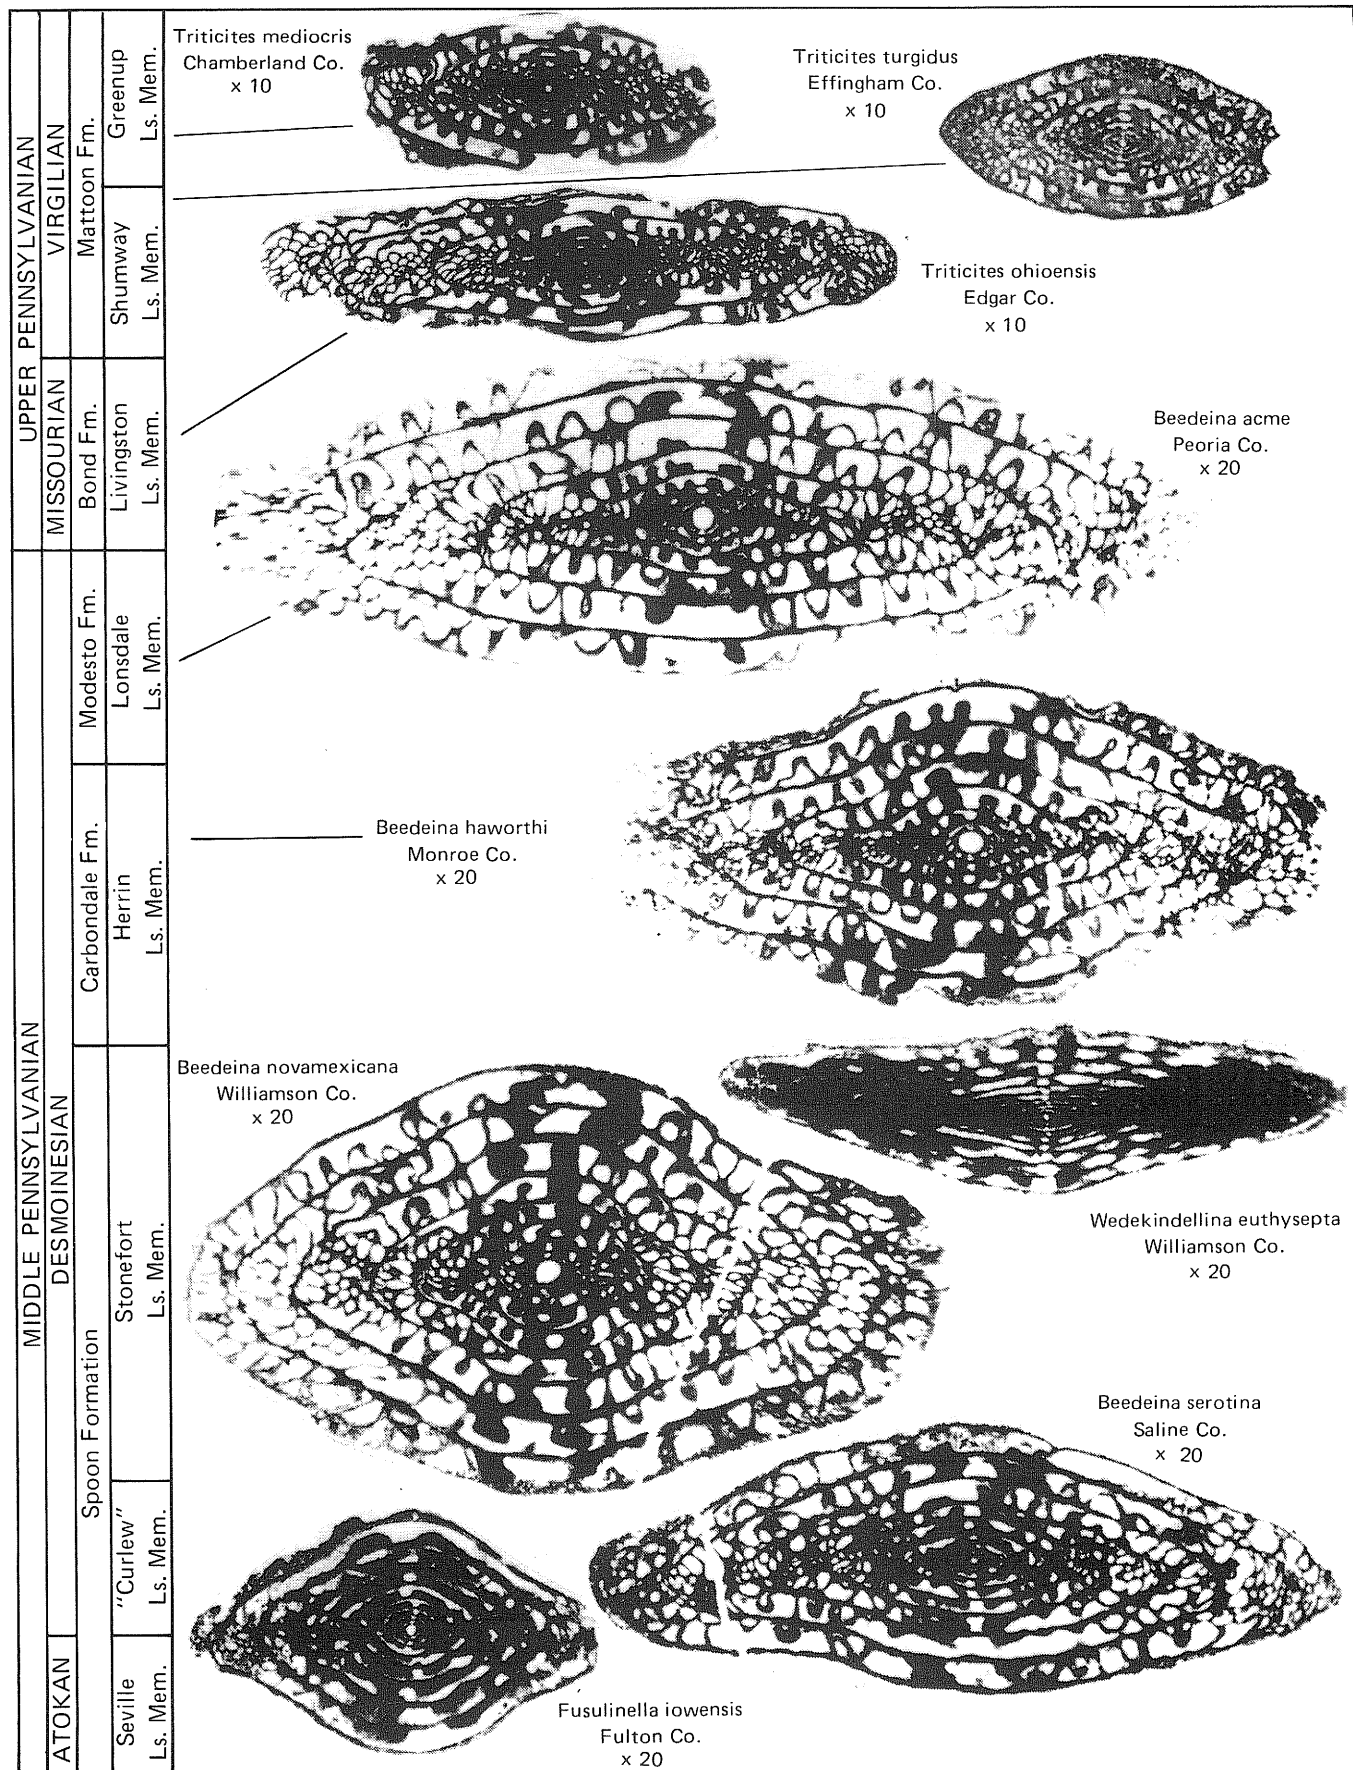 UPPER PENNSYLVANIAN
MIDDLE PENNSYLVANIAN
VIRGILIAN
MISSOURIAN
DESMOINESIAN
ATOKAN
Mattoon Fm.
Bond Fm.
Modesto Fm.
Carbondale Fm.
Spoon Formation
Greenup
Ls. Mem.
Shumway
Ls. Mem.
Livingston
Ls. Mem.
Lonsdale
Ls. Mem.
Herrin
Ls. Mem.
Stonefort
Ls. Mem.
"Curlew"
Ls. Mem.
Seville
Ls. Mem.
Triticites mediocris
Chamberland Co.
x 10
Triticites turgidus
Effingham Co.
x 10
Triticites ohioensis
Edgar Co.
x 10
Beedeina acme
Peoria Co.
x 20
Beedeina haworthi
Monroe Co.
x 20
Beedeina novamexicana
Williamson Co.
x 20
Wedekindellina euthysepta
Williamson Co.
x 20
Beedeina serotina
Saline Co.
x 20
Fusulinella iowensis
Fulton Co.
x 20